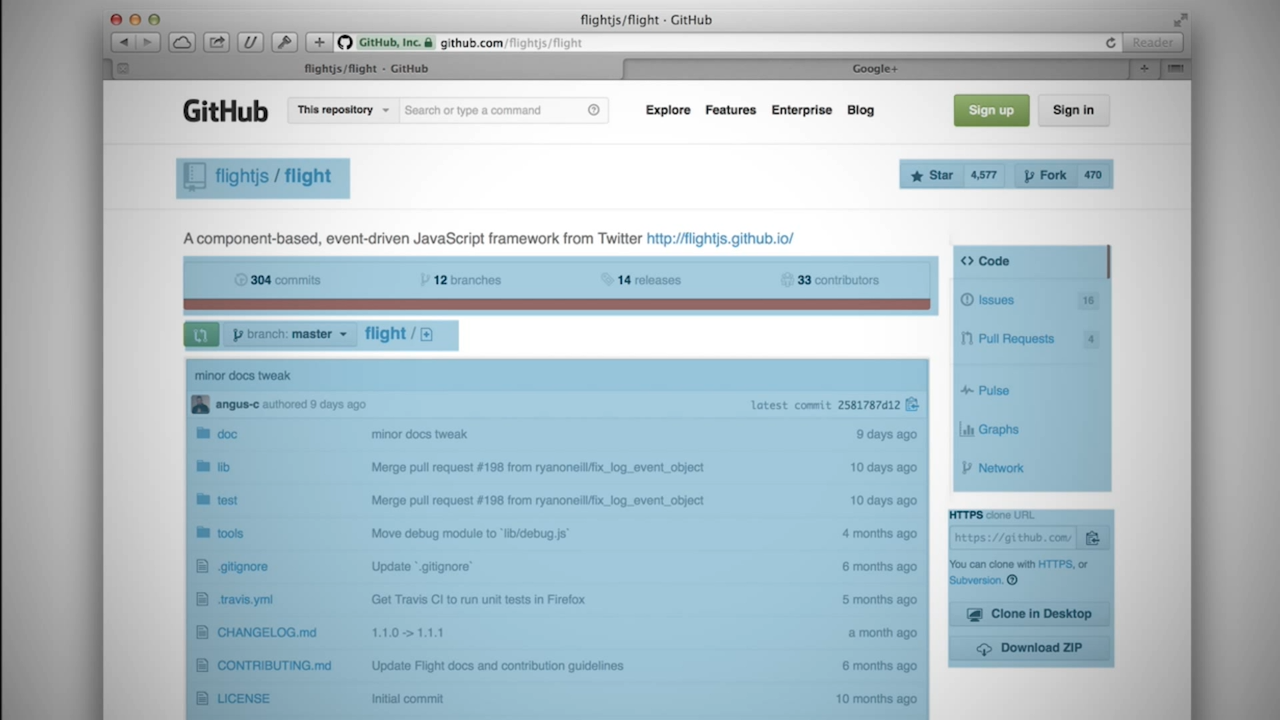 flightjs/flight · GitHub
GitHub, Inc. github.com/flightjs/flight
Reader
flightjs/flight · GitHub
Google+
GitHub
This repository
Search or type a command
Explore
Features
Enterprise
Blog
Sign up
Sign in
flightjs / flight
Star 4,577
Fork 470
A component-based, event-driven JavaScript framework from Twitter http://flightjs.github.io/
304 commits
12 branches
14 releases
33 contributors
branch: master
flight /
minor docs tweak
angus-c authored 9 days ago
latest commit 2581787d12
doc minor docs tweak 9 days ago
lib Merge pull request #198 from ryanoneill/fix_log_event_object 10 days ago
test Merge pull request #198 from ryanoneill/fix_log_event_object 10 days ago
tools Move debug module to `lib/debug.js` 4 months ago
.gitignore Update `.gitignore` 6 months ago
.travis.yml Get Travis CI to run unit tests in Firefox 5 months ago
CHANGELOG.md 1.1.0 -> 1.1.1 a month ago
CONTRIBUTING.md Update Flight docs and contribution guidelines 6 months ago
LICENSE Initial commit 10 months ago
Code
Issues 16
Pull Requests 4
Pulse
Graphs
Network
HTTPS clone URL
https://github.com/
You can clone with HTTPS, or
Subversion.
Clone in Desktop
Download ZIP